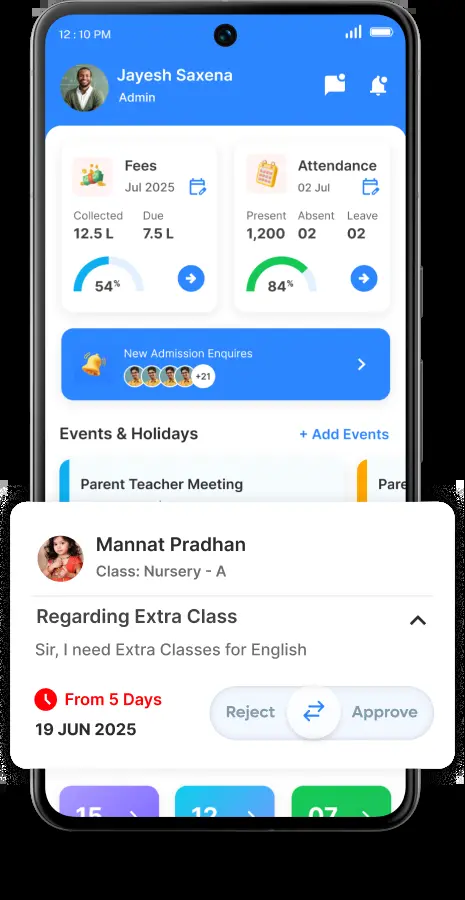 12 : 10 PM
Jayesh Saxena
Admin
Fees
Jul 2025
Collected Due
12.5 L 7.5 L
54%
Attendance
02 Jul
Present Absent Leave
1,200 02 02
84%
New Admission Enquires
+21
Events & Holidays
+ Add Events
Parent Teacher Meeting
Pare
Mannat Pradhan
Class: Nursery - A
Regarding Extra Class
Sir, I need Extra Classes for English
From 5 Days
19 JUN 2025
Reject Approve
15 12 07